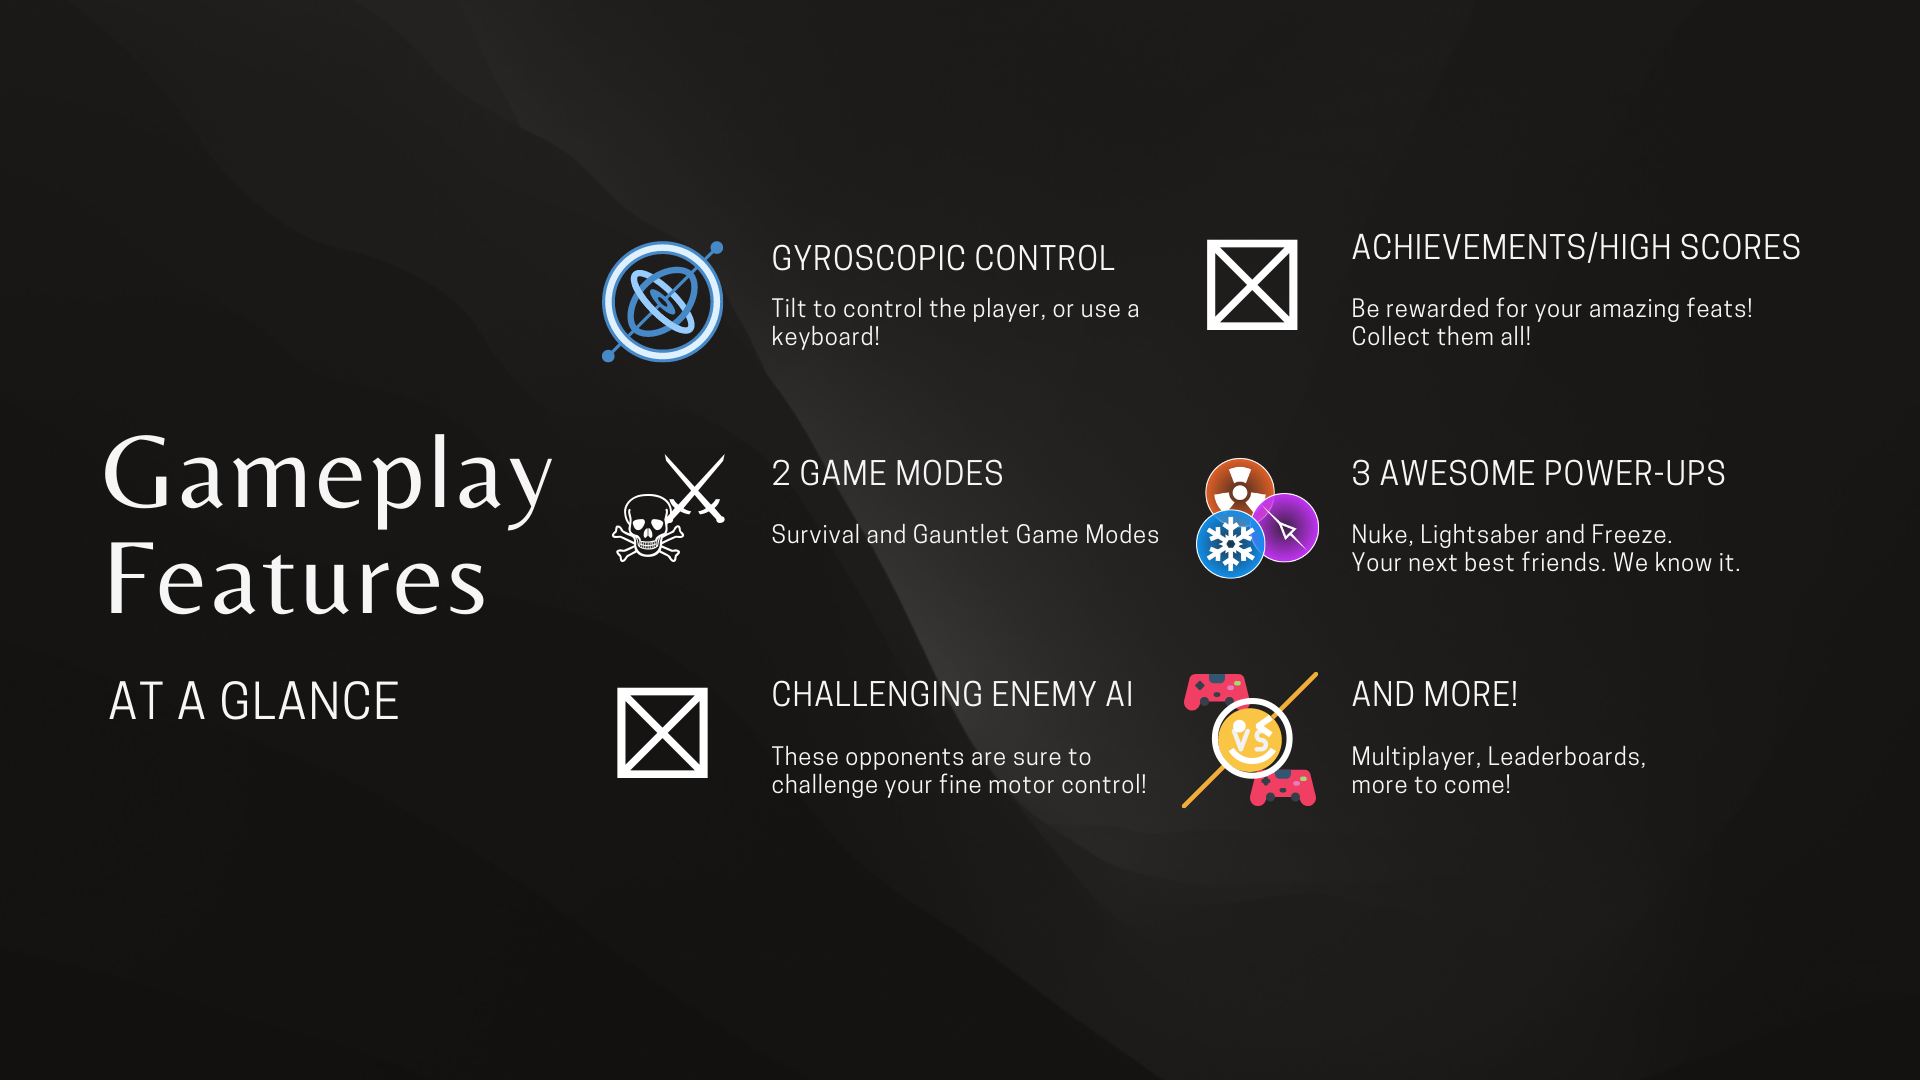 Gameplay
Features
AT A GLANCE
GYROSCOPIC CONTROL
Tilt to control the player, or use a
keyboard!
ACHIEVEMENTS/HIGH SCORES
Be rewarded for your amazing feats!
Collect them all!
2 GAME MODES
Survival and Gauntlet Game Modes
3 AWESOME POWER-UPS
Nuke, Lightsaber and Freeze.
Your next best friends. We know it.
CHALLENGING ENEMY AI
These opponents are sure to
challenge your fine motor control!
VS
AND MORE!
Multiplayer, Leaderboards,
more to come!